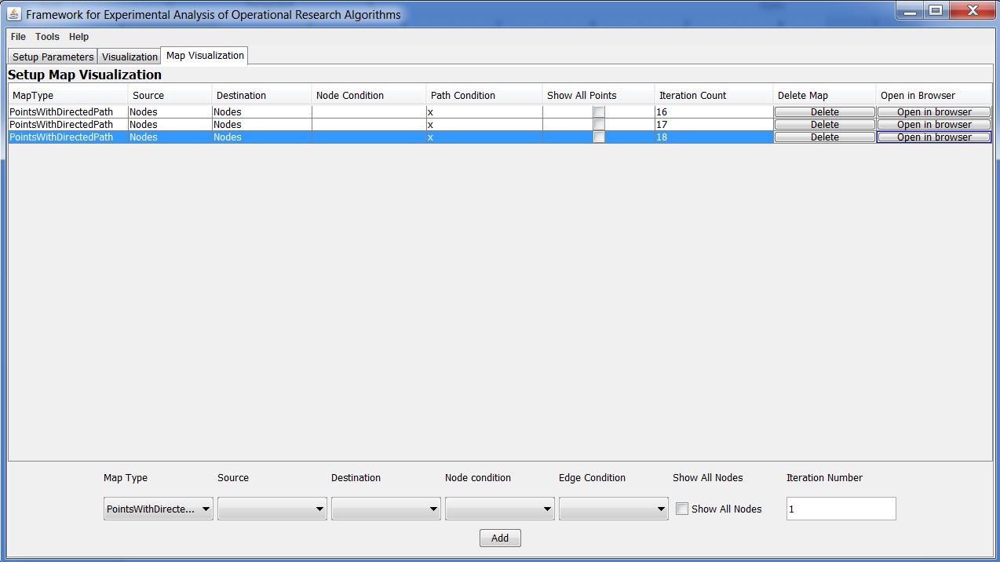 Framework for Experimental Analysis of Operational Research Algorithms
File Tools Help
Setup Parameters Visualization Map Visualization
Setup Map Visualization
MapType Source Destination Node Condition Path Condition Show All Points Iteration Count Delete Map Open in Browser
PointsWithDirectedPath Nodes Nodes x 16 Delete Open in browser
PointsWithDirectedPath Nodes Nodes x 17 Delete Open in browser
PointsWithDirectedPath Nodes Nodes x 18 Delete Open in browser
Map Type Source Destination Node condition Edge Condition Show All Nodes Iteration Number
PointsWithDirecte... Show All Nodes 1
Add